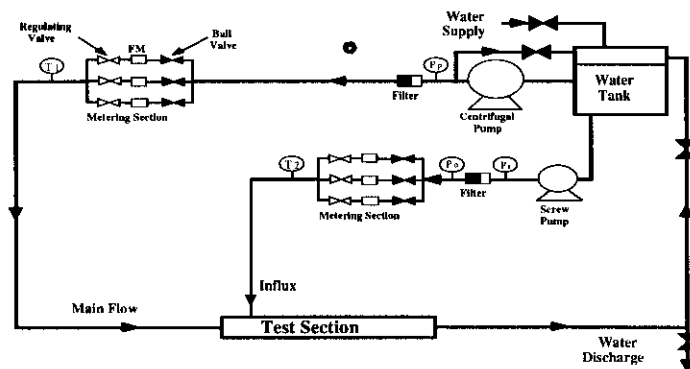 Water
Supply
Regulating
Valve
FM
Ball
Valve
T1
PP
Filter
Centrifugal
Pump
Water
Tank
Metering Section
T2
Po
Filter
Screw
Pump
Metering Section
Influx
Main Flow
Test Section
Water
Discharge